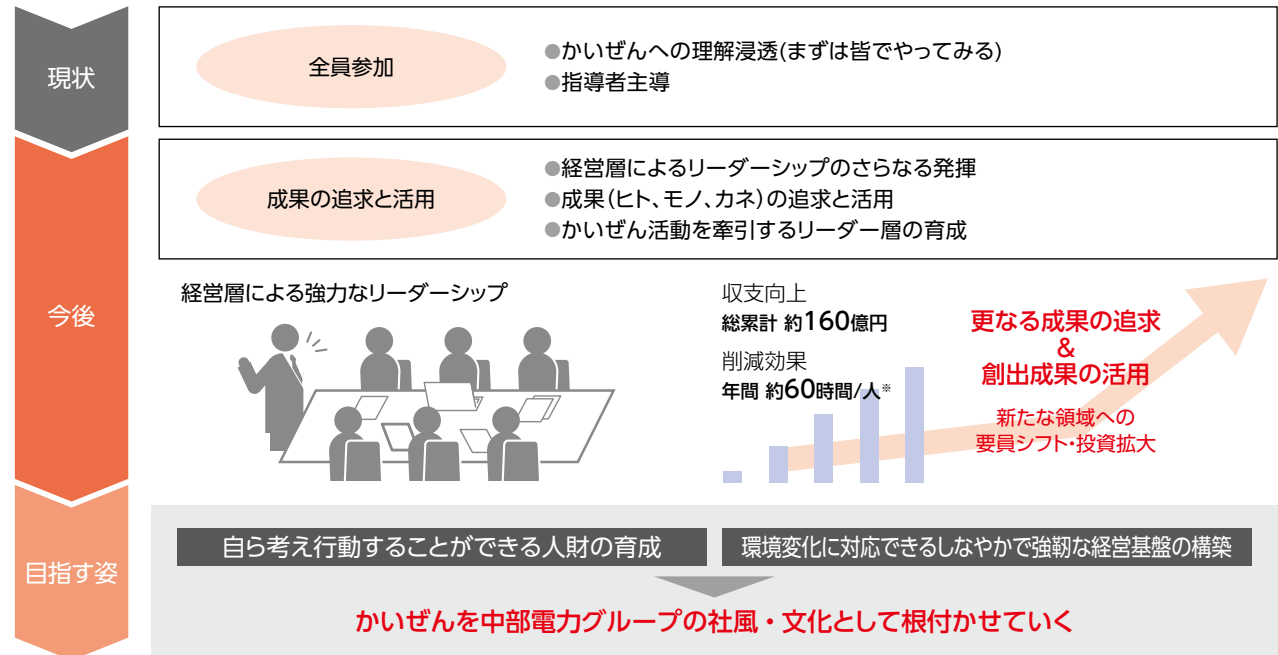 現状
全員参加
●かいぜんへの理解浸透(まずは皆でやってみる)
●指導者主導
今後
成果の追求と活用
●経営層によるリーダーシップのさらなる発揮
●成果(ヒト、モノ、カネ)の追求と活用
●かいぜん活動を牽引するリーダー層の育成
経営層による強力なリーダーシップ
収支向上
総累計 約160億円
削減効果
年間 約60時間/人※
更なる成果の追求
&
創出成果の活用
新たな領域への
要員シフト・投資拡大
目指す姿
自ら考え行動することができる人財の育成
環境変化に対応できるしなやかで強靭な経営基盤の構築
かいぜんを中部電力グループの社風・文化として根付かせていく